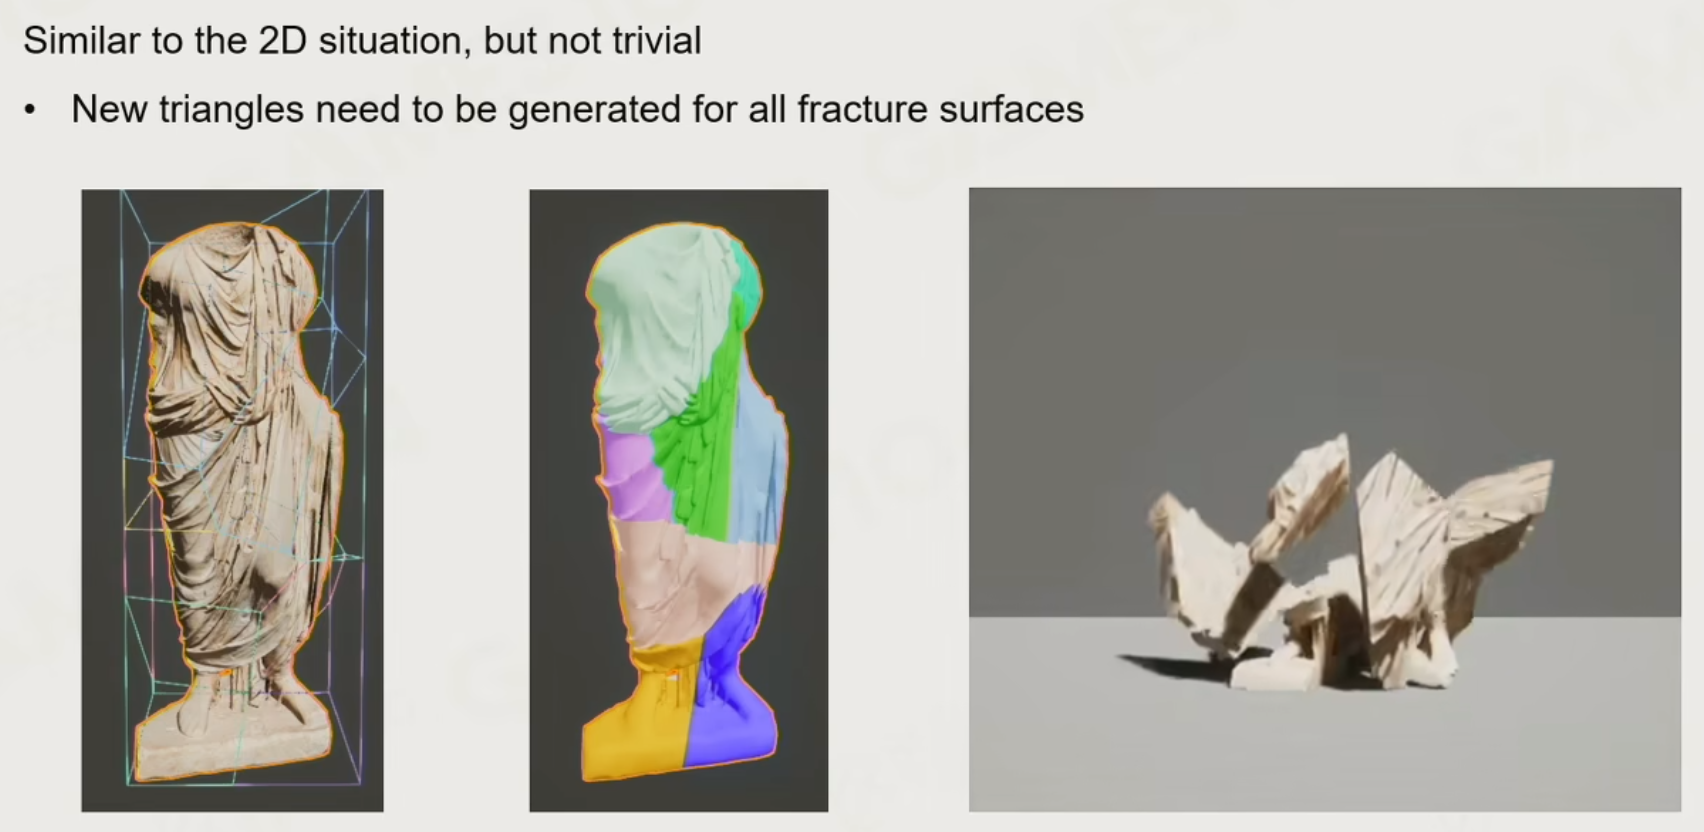 Similar to the 2D situation, but not trivial
• New triangles need to be generated for all fracture surfaces